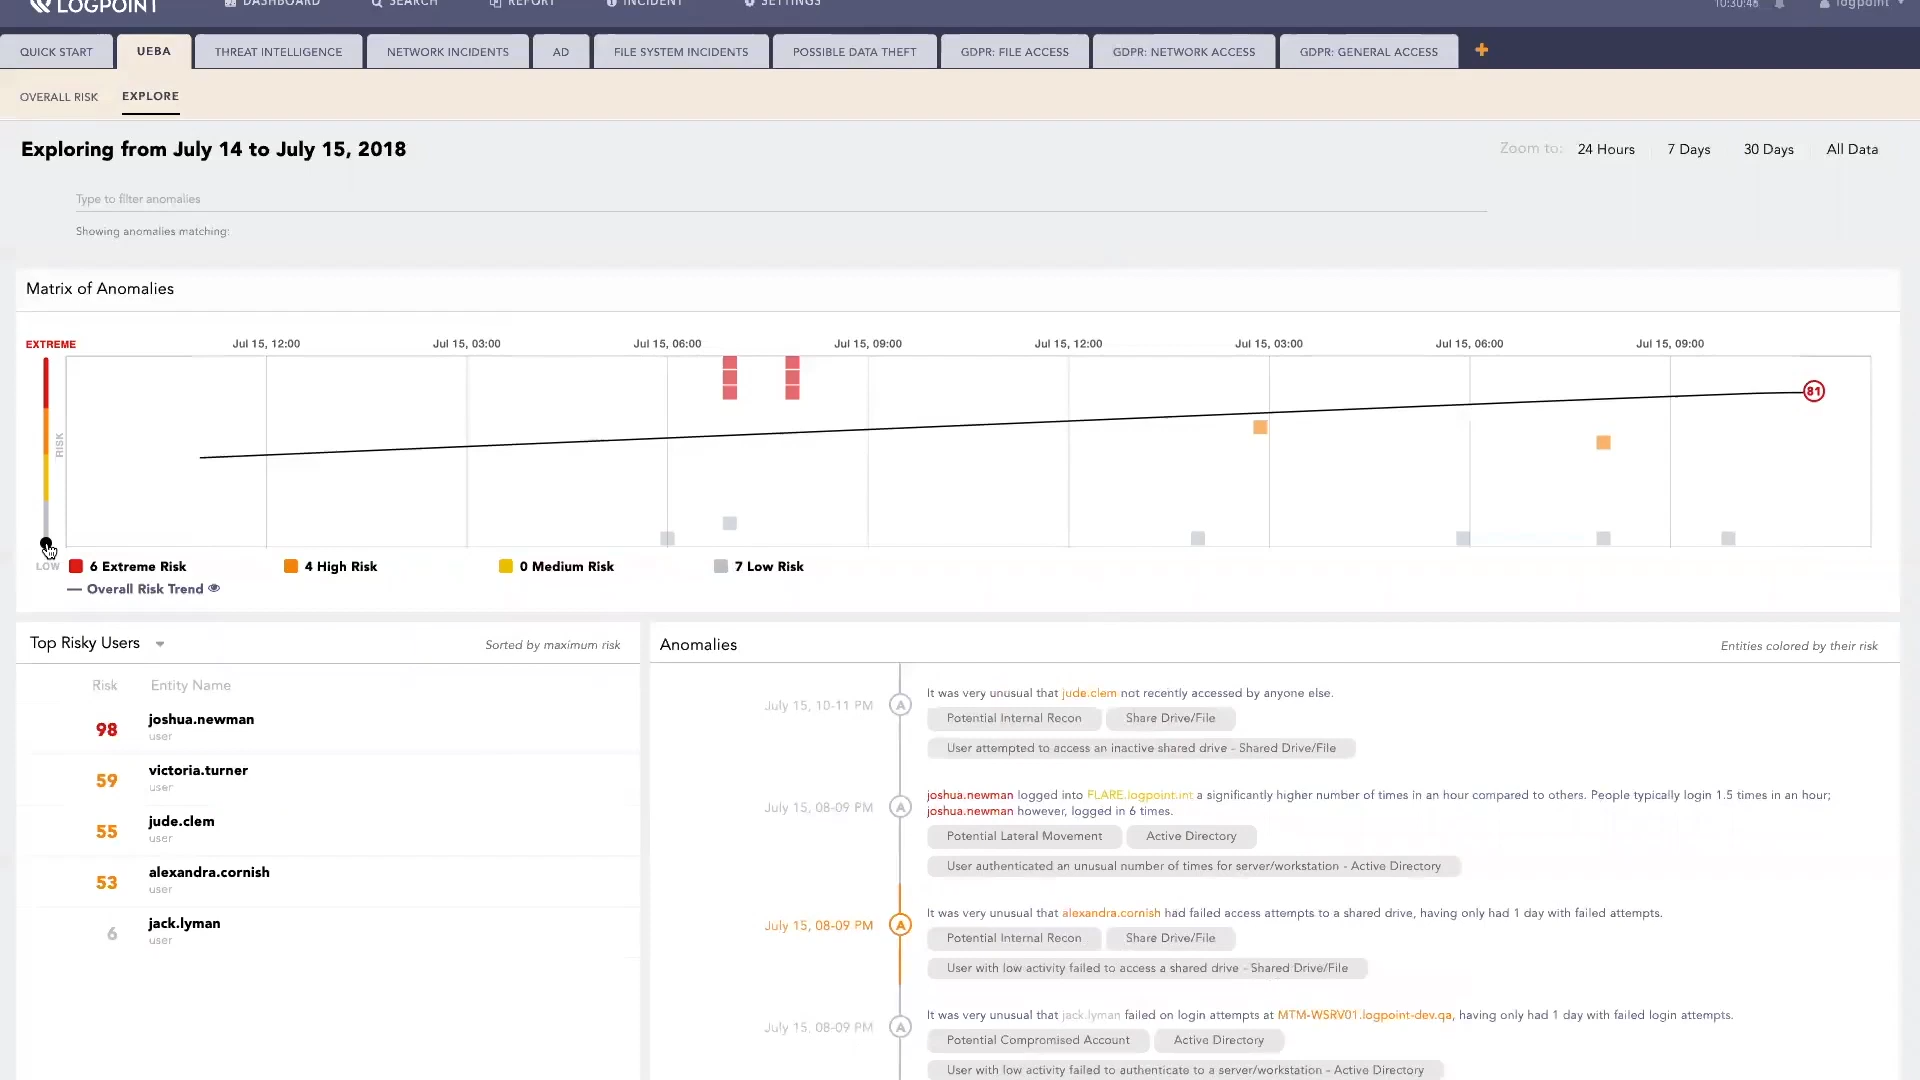 LOGPOINT
DASHBOARD SEARCH REPORT INCIDENT SETTINGS 10:30:48 logpoint
QUICK START UEBA THREAT INTELLIGENCE NETWORK INCIDENTS AD FILE SYSTEM INCIDENTS POSSIBLE DATA THEFT GDPR: FILE ACCESS GDPR: NETWORK ACCESS GDPR: GENERAL ACCESS
OVERALL RISK EXPLORE
Exploring from July 14 to July 15, 2018
Zoom to: 24 Hours 7 Days 30 Days All Data
Type to filter anomalies
Showing anomalies matching:
Matrix of Anomalies
EXTREME
Jul 15, 12:00 Jul 15, 03:00 Jul 15, 06:00 Jul 15, 09:00 Jul 15, 12:00 Jul 15, 03:00 Jul 15, 06:00 Jul 15, 09:00
81
RISK
LOW
6 Extreme Risk 4 High Risk 0 Medium Risk 7 Low Risk
Overall Risk Trend
Top Risky Users
Sorted by maximum risk
Risk Entity Name
98 joshua.newman
user
59 victoria.turner
user
55 jude.clem
user
53 alexandra.cornish
user
6 jack.lyman
user
Anomalies
Entities colored by their risk
July 15, 10-11 PM A
It was very unusual that jude.clem not recently accessed by anyone else.
Potential Internal Recon Share Drive/File
User attempted to access an inactive shared drive - Shared Drive/File
July 15, 08-09 PM A
joshua.newman logged into FLARE.logpoint.int a significantly higher number of times in an hour compared to others. People typically login 1.5 times in an hour;
joshua.newman however, logged in 6 times.
Potential Lateral Movement Active Directory
User authenticated an unusual number of times for server/workstation - Active Directory
July 15, 08-09 PM A
It was very unusual that alexandra.cornish had failed access attempts to a shared drive, having only had 1 day with failed attempts.
Potential Internal Recon Share Drive/File
User with low activity failed to access a shared drive - Shared Drive/File
July 15, 08-09 PM A
It was very unusual that jack.lyman failed on login attempts at MTM-WSRV01.logpoint-dev.qa, having only had 1 day with failed login attempts.
Potential Compromised Account Active Directory
User with low activity failed to authenticate to a server/workstation - Active Directory